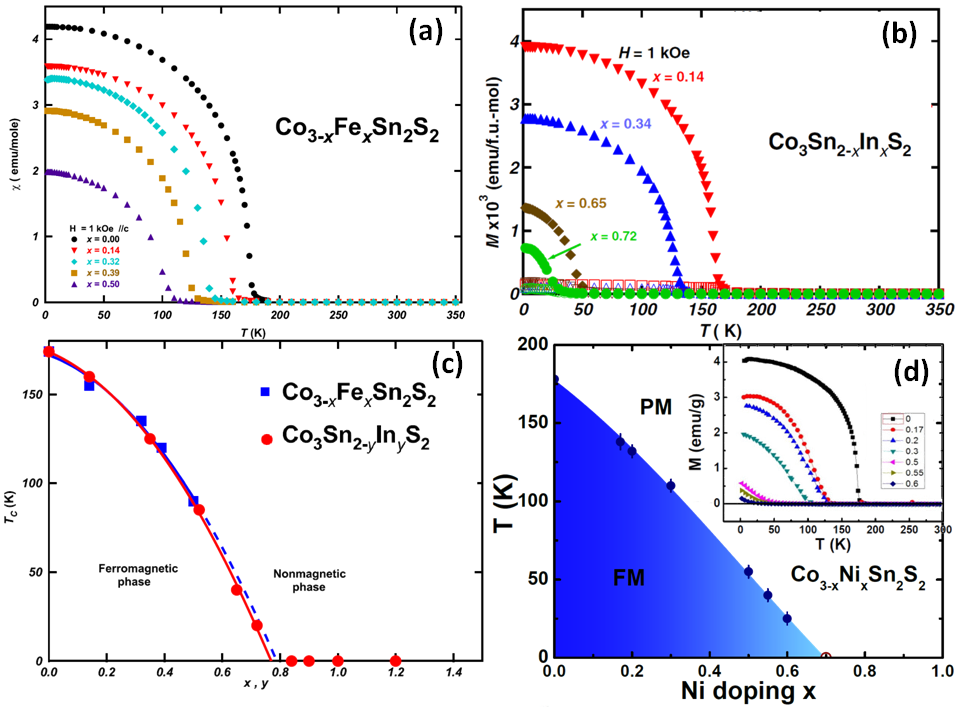 (a)
4
3
2
1
0
χ ( emu/mole)
Co3-xFexSn2S2
H = 1 kOe //c
x = 0.00
x = 0.14
x = 0.32
x = 0.39
x = 0.50
0 50 100 150 200 250 300 350
T (K)
(b)
4
3
2
1
0
M x10³ (emu/f.u.-mol)
H = 1 kOe
x = 0.14
x = 0.34
x = 0.65
x = 0.72
Co3Sn2-xInxS2
0 50 100 150 200 250 300 350
T ( K)
(c)
150
100
50
0
TC (K)
Co3-xFexSn2S2
Co3Sn2-yInyS2
Ferromagnetic
phase
Nonmagnetic
phase
0.0 0.2 0.4 0.6 0.8 1.0 1.2 1.4
x , y
(d)
200
150
100
50
0
T (K)
PM
FM
4
3
2
1
0
M (emu/g)
0
0.17
0.2
0.3
0.5
0.55
0.6
0 50 100 150 200 250 300
T (K)
Co3-xNixSn2S2
0.0 0.2 0.4 0.6 0.8 1.0
Ni doping x